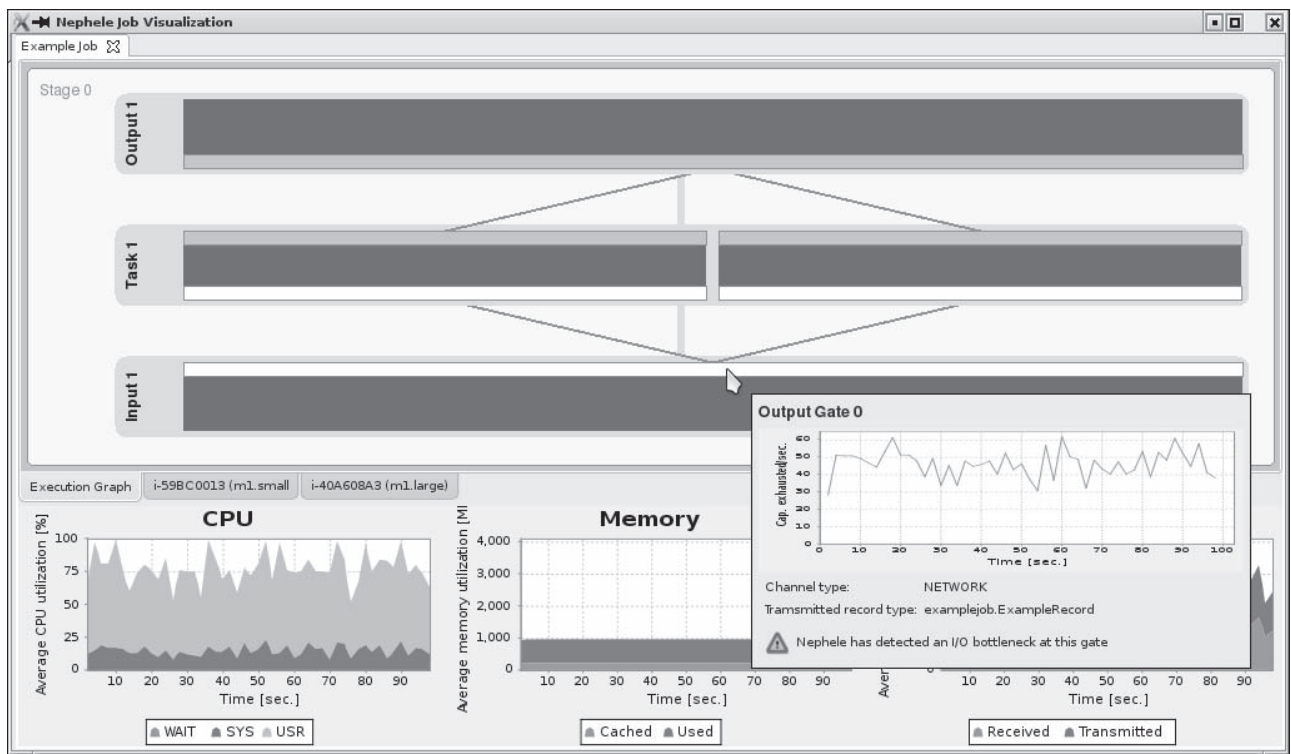 Nephele Job Visualization
Example Job
Stage 0
Output 1
Task 1
Input 1
Output Gate 0
Cap. exhausted/sec.
60
50
40
30
20
10
0
0 10 20 30 40 50 60 70 80 90 100
Time [sec.]
Channel type: NETWORK
Tramsmitted record type: examplejob.ExampleRecord
Nephele has detected an I/O bottleneck at this gate
Execution Graph
i-59BC0013 (m1.small
i-40A608A3 (m1.large)
CPU
Average CPU utilization [%]
100
75
50
25
0
10 20 30 40 50 60 70 80 90
Time [sec.]
WAIT SYS USR
Memory
Average memory utilization [M
4,000
3,000
2,000
1,000
0
10 20 30 40 50 60 70 80 90
Time [sec.]
Cached Used
Aver
10 20 30 40 50 60 70 80 90
Time [sec.]
Received Transmitted